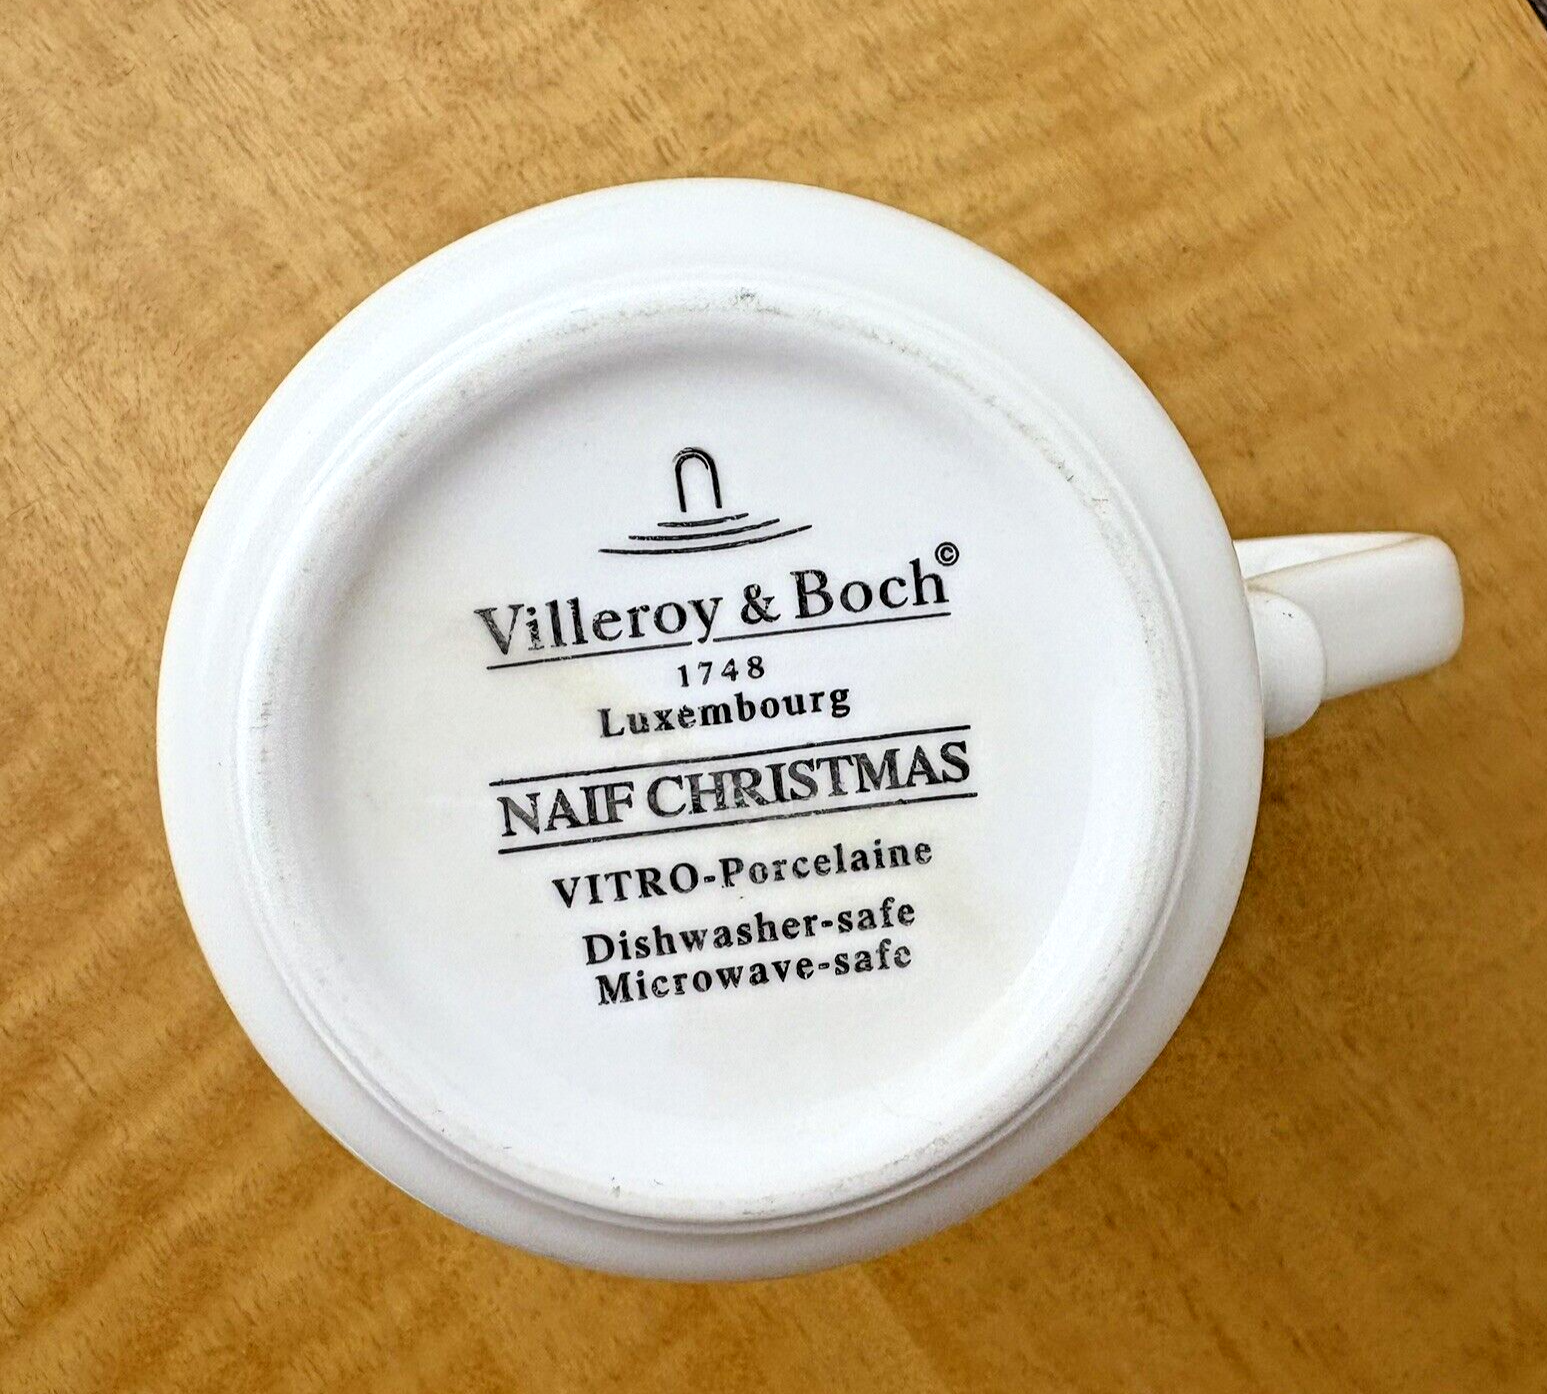 Villeroy & Boch©
1748
Luxembourg
NAIF CHRISTMAS
VITRO-Porcelaine
Dishwasher-safe
Microwave-safe